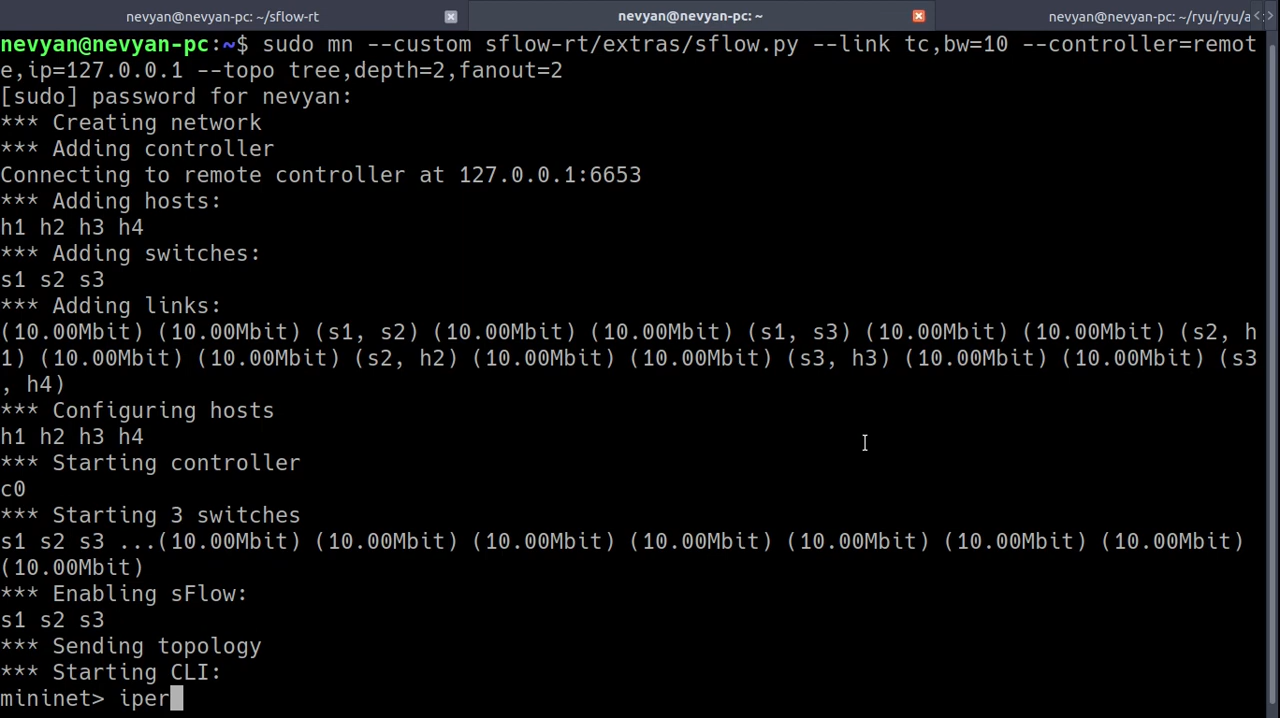 nevyan@nevyan-pc: ~/sflow-rt
nevyan@nevyan-pc: ~
nevyan@nevyan-pc: ~/ryu/ryu/a
nevyan@nevyan-pc:~$ sudo mn --custom sflow-rt/extras/sflow.py --link tc,bw=10 --controller=remot
e,ip=127.0.0.1 --topo tree,depth=2,fanout=2
[sudo] password for nevyan:
*** Creating network
*** Adding controller
Connecting to remote controller at 127.0.0.1:6653
*** Adding hosts:
h1 h2 h3 h4
*** Adding switches:
s1 s2 s3
*** Adding links:
(10.00Mbit) (10.00Mbit) (s1, s2) (10.00Mbit) (10.00Mbit) (s1, s3) (10.00Mbit) (10.00Mbit) (s2, h
1) (10.00Mbit) (10.00Mbit) (s2, h2) (10.00Mbit) (10.00Mbit) (s3, h3) (10.00Mbit) (10.00Mbit) (s3
, h4)
*** Configuring hosts
h1 h2 h3 h4
*** Starting controller
c0
*** Starting 3 switches
s1 s2 s3 ...(10.00Mbit) (10.00Mbit) (10.00Mbit) (10.00Mbit) (10.00Mbit) (10.00Mbit) (10.00Mbit)
(10.00Mbit)
*** Enabling sFlow:
s1 s2 s3
*** Sending topology
*** Starting CLI:
mininet> iper